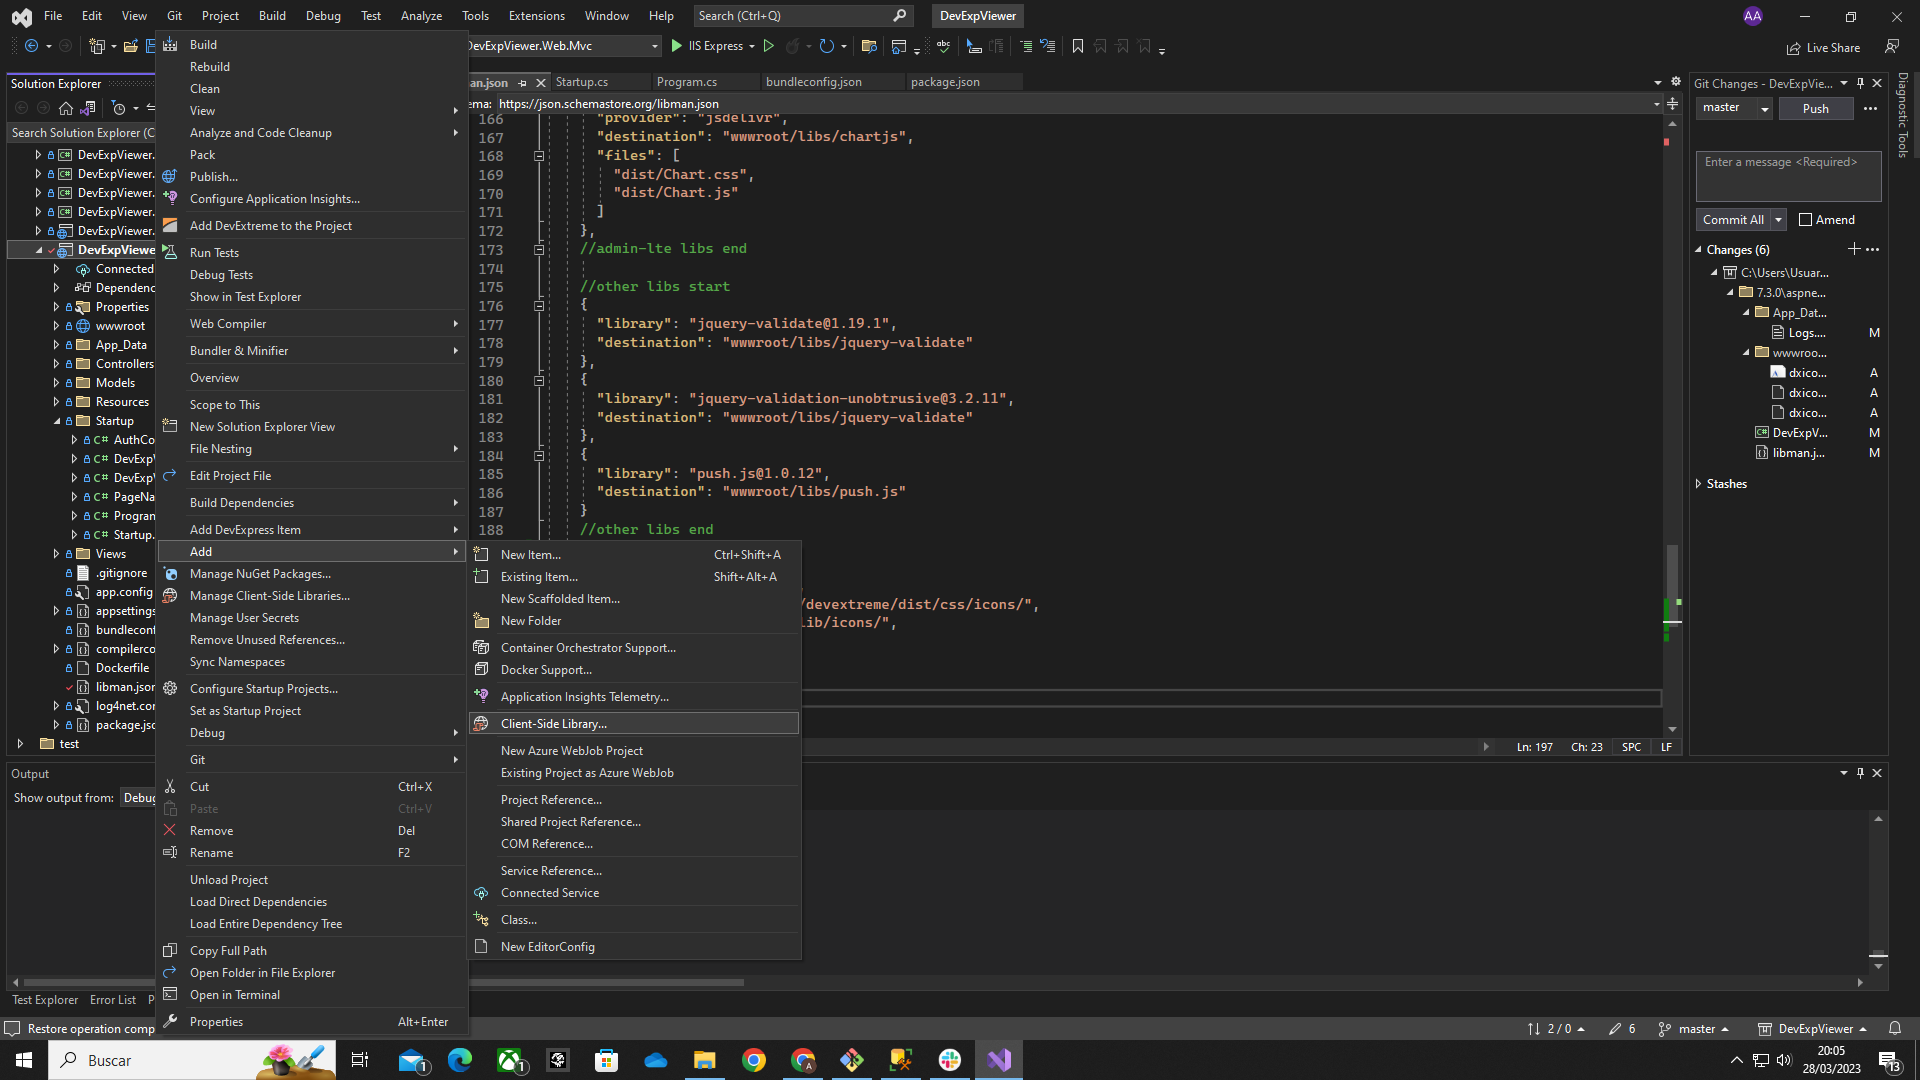 File Edit View Git Project Build Debug Test Analyze Tools Extensions Window Help Search (Ctrl+Q) DevExpViewer AA
DevExpViewer.Web.Mvc IIS Express Live Share
Solution Explorer
Search Solution Explorer (C
DevExpViewer.
DevExpViewer.
DevExpViewer.
DevExpViewer.
DevExpViewer.
DevExpViewe
Connected
Dependenc
Properties
wwwroot
App_Data
Controllers
Models
Resources
Startup
C# AuthCo
C# DevExpV
C# DevExpV
C# PageNa
C# Program
C# Startup.
Views
.gitignore
app.config
appsettings
bundleconf
compilerco
Dockerfile
libman.json
log4net.con
package.jso
test
Build
Rebuild
Clean
View
Analyze and Code Cleanup
Pack
Publish...
Configure Application Insights...
Add DevExtreme to the Project
Run Tests
Debug Tests
Show in Test Explorer
Web Compiler
Bundler & Minifier
Overview
Scope to This
New Solution Explorer View
File Nesting
Edit Project File
Build Dependencies
Add DevExpress Item
Add
Manage NuGet Packages...
Manage Client-Side Libraries...
Manage User Secrets
Remove Unused References...
Sync Namespaces
Configure Startup Projects...
Set as Startup Project
Debug
Git
Cut Ctrl+X
Paste Ctrl+V
Remove Del
Rename F2
Unload Project
Load Direct Dependencies
Load Entire Dependency Tree
Copy Full Path
Open Folder in File Explorer
Open in Terminal
Properties Alt+Enter
New Item... Ctrl+Shift+A
Existing Item... Shift+Alt+A
New Scaffolded Item...
New Folder
Container Orchestrator Support...
Docker Support...
Application Insights Telemetry...
Client-Side Library...
New Azure WebJob Project
Existing Project as Azure WebJob
Project Reference...
Shared Project Reference...
COM Reference...
Service Reference...
Connected Service
Class...
New EditorConfig
an.json Startup.cs Program.cs bundleconfig.json package.json
ema: https://json.schemastore.org/libman.json
166 "provider": "jsdelivr",
167 "destination": "wwwroot/libs/chartjs",
168 "files": [
169 "dist/Chart.css",
170 "dist/Chart.js"
171 ]
172 },
173 //admin-lte libs end
174
175 //other libs start
176 {
177 "library": "jquery-validate@1.19.1",
178 "destination": "wwwroot/libs/jquery-validate"
179 },
180 {
181 "library": "jquery-validation-unobtrusive@3.2.11",
182 "destination": "wwwroot/libs/jquery-validate"
183 },
184 {
185 "library": "push.js@1.0.12",
186 "destination": "wwwroot/libs/push.js"
187 }
188 //other libs end
/devextreme/dist/css/icons/",
lib/icons/",
Ln: 197 Ch: 23 SPC LF
Git Changes - DevExpVie...
master Push
Enter a message <Required>
Commit All Amend
Changes (6)
C:\Users\Usuar...
7.3.0\aspne...
App_Dat...
Logs.... M
wwwroo...
dxico... A
dxico... A
dxico... A
DevExpV... M
libman.j... M
Stashes
Diagnostic Tools
Output
Show output from: Debug
Test Explorer Error List P
Restore operation comp 2 / 0 6 master DevExpViewer
Buscar 1 1 A 20:05
28/03/2023 13